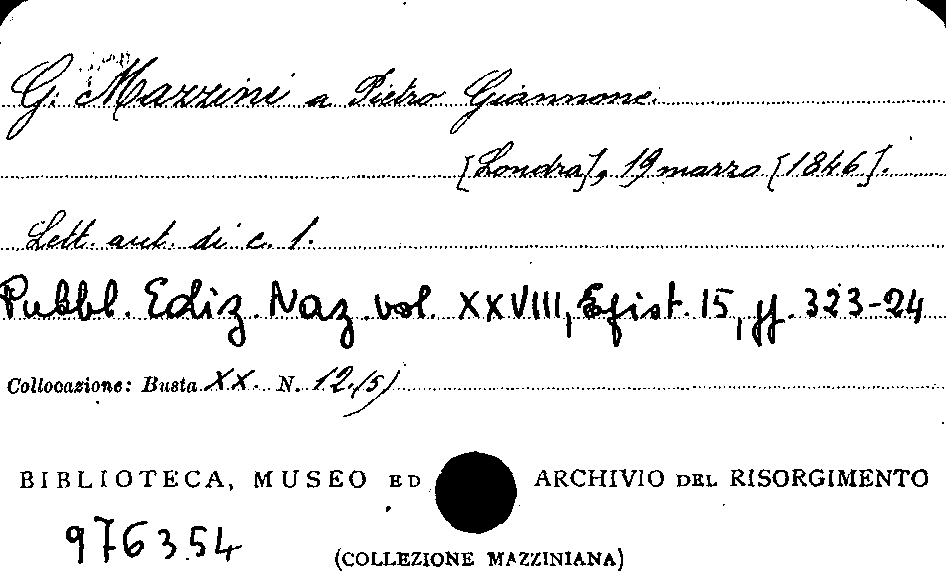 G. Mazzini a Pietro Giannone.
[Londra], 19 marzo [1846].
Lett. aut. di c. 1.
Pubbl. Ediz. Naz. vol. XXVIII, Epist. 15, pp. 323-24
Collocazione: Busta XX. N. 12.(5)
BIBLIOTECA, MUSEO ED ARCHIVIO DEL RISORGIMENTO
976354
(COLLEZIONE MAZZINIANA)